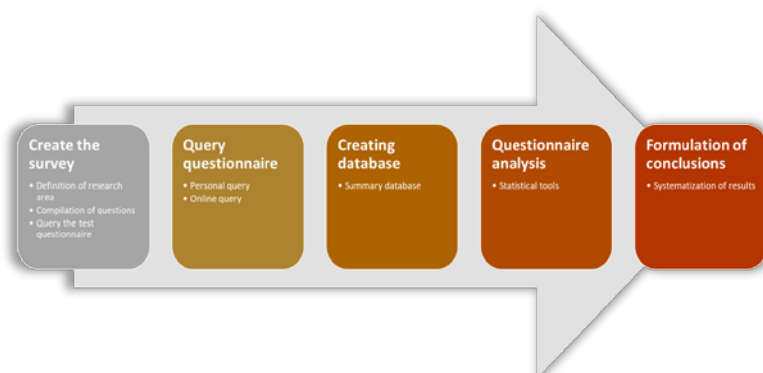 Create the
survey
• Definition of research
area
• Compilation of questions
• Query the test
questionnaire
Query
questionnaire
• Personal query
• Online query
Creating
database
• Summary database
Questionnaire
analysis
• Statistical tools
Formulation of
conclusions
• Systematization of results